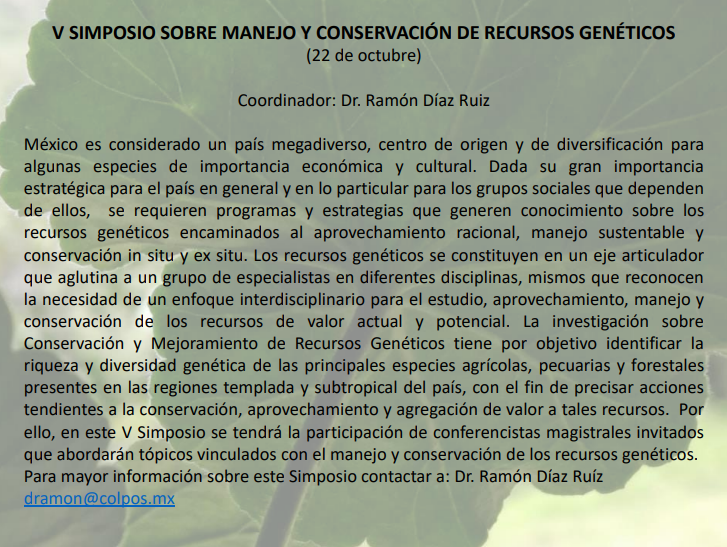 V SIMPOSIO SOBRE MANEJO Y CONSERVACIÓN DE RECURSOS GENÉTICOS
(22 de octubre)
Coordinador: Dr. Ramón Díaz Ruiz
México es considerado un país megadiverso, centro de origen y de diversificación para
algunas especies de importancia económica y cultural. Dada su gran importancia
estratégica para el país en general y en lo particular para los grupos sociales que dependen
de ellos, se requieren programas y estrategias que generen conocimiento sobre los
recursos genéticos encaminados al aprovechamiento racional, manejo sustentable y
conservación in situ y ex situ. Los recursos genéticos se constituyen en un eje articulador
que aglutina a un grupo de especialistas en diferentes disciplinas, mismos que reconocen
la necesidad de un enfoque interdisciplinario para el estudio, aprovechamiento, manejo y
conservación de los recursos de valor actual y potencial. La investigación sobre
Conservación y Mejoramiento de Recursos Genéticos tiene por objetivo identificar la
riqueza y diversidad genética de las principales especies agrícolas, pecuarias y forestales
presentes en las regiones templada y subtropical del país, con el fin de precisar acciones
tendientes a la conservación, aprovechamiento y agregación de valor a tales recursos. Por
ello, en este V Simposio se tendrá la participación de conferencistas magistrales invitados
que abordarán tópicos vinculados con el manejo y conservación de los recursos genéticos.
Para mayor información sobre este Simposio contactar a: Dr. Ramón Díaz Ruíz
dramon@colpos.mx